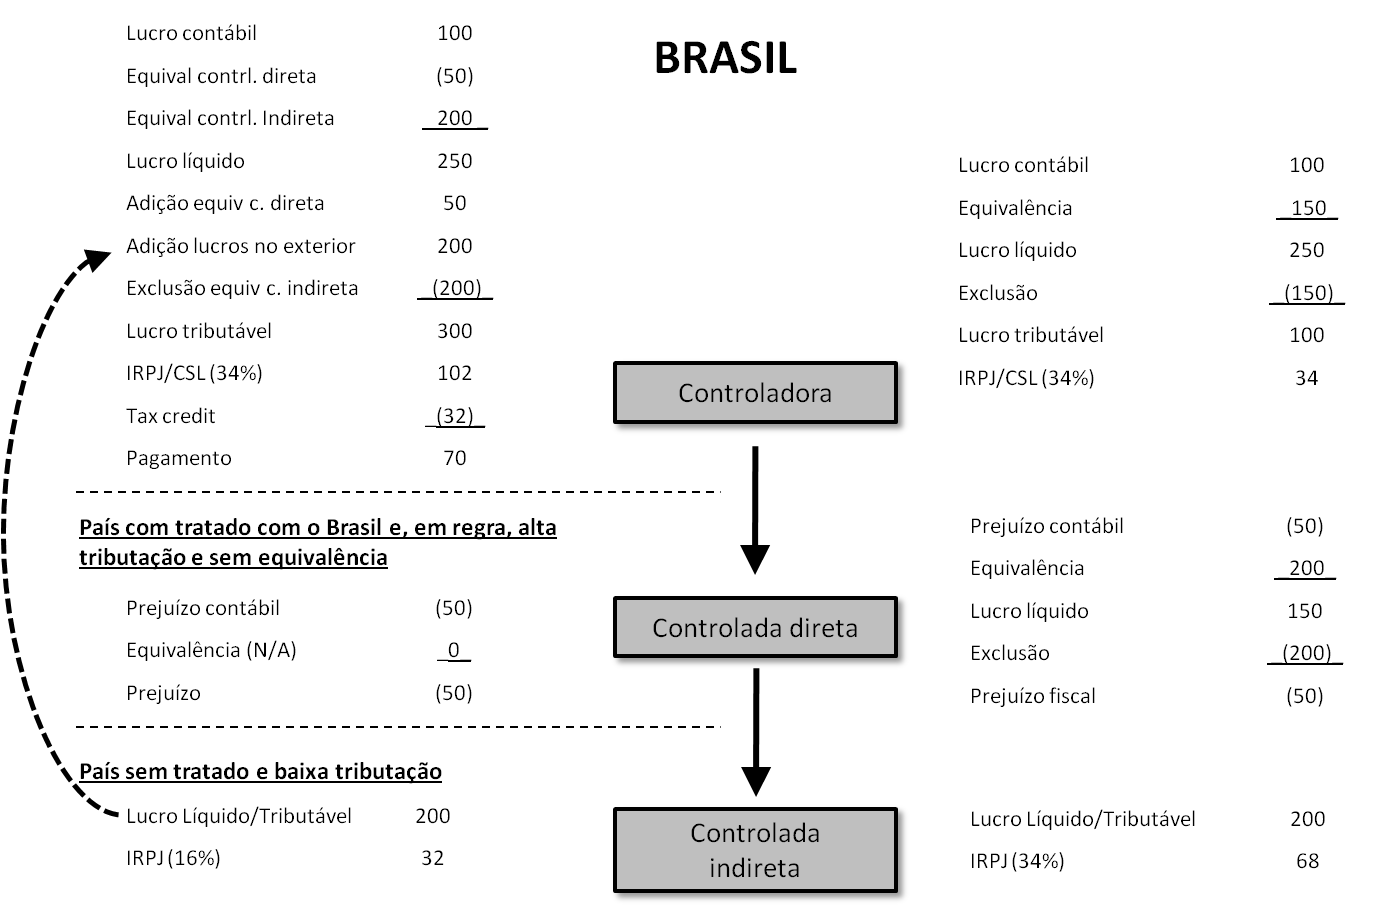 BRASIL
Lucro contábil 100
Equival contrl. direta (50)
Equival contrl. Indireta 200
Lucro líquido 250
Adição equiv c. direta 50
Adição lucros no exterior 200
Exclusão equiv c. indireta (200)
Lucro tributável 300
IRPJ/CSL (34%) 102
Tax credit (32)
Pagamento 70
País com tratado com o Brasil e, em regra, alta
tributação e sem equivalência
Prejuízo contábil (50)
Equivalência (N/A) 0
Prejuízo (50)
País sem tratado e baixa tributação
Lucro Líquido/Tributável 200
IRPJ (16%) 32
Controladora
Controlada direta
Controlada
indireta
Lucro contábil 100
Equivalência 150
Lucro líquido 250
Exclusão (150)
Lucro tributável 100
IRPJ/CSL (34%) 34
Prejuízo contábil (50)
Equivalência 200
Lucro líquido 150
Exclusão (200)
Prejuízo fiscal (50)
Lucro Líquido/Tributável 200
IRPJ (34%) 68